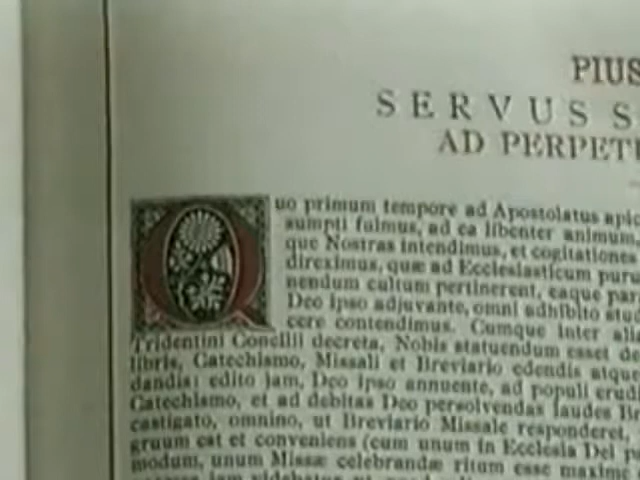 PIUS
SERVUS S
AD PERPET
Quo primum tempore ad Apostolatus apic
sumpti fuimus, ad ea libenter animum
que Nostras intendimus, et cogitationes
direximus, quæ ad Ecclesiasticum puru
nendum cultum pertinerent, eaque par
Deo ipso adjuvante, omni adhibito stud
cere contendimus. Cumque inter alia
Tridentini Concilii decreta, Nobis statuendum esset de
libris, Catechismo, Missali et Breviario edendis atque
dandis: edito jam, Deo ipso annuente, ad populi erudi
Catechismo, et ad debitas Deo persolvendas laudes Br
castigato, omnino, ut Breviario Missale responderet,
gruum est et conveniens (cum unum in Ecclesia Dei p
modum, unum Missæ celebrandæ ritum esse maxime